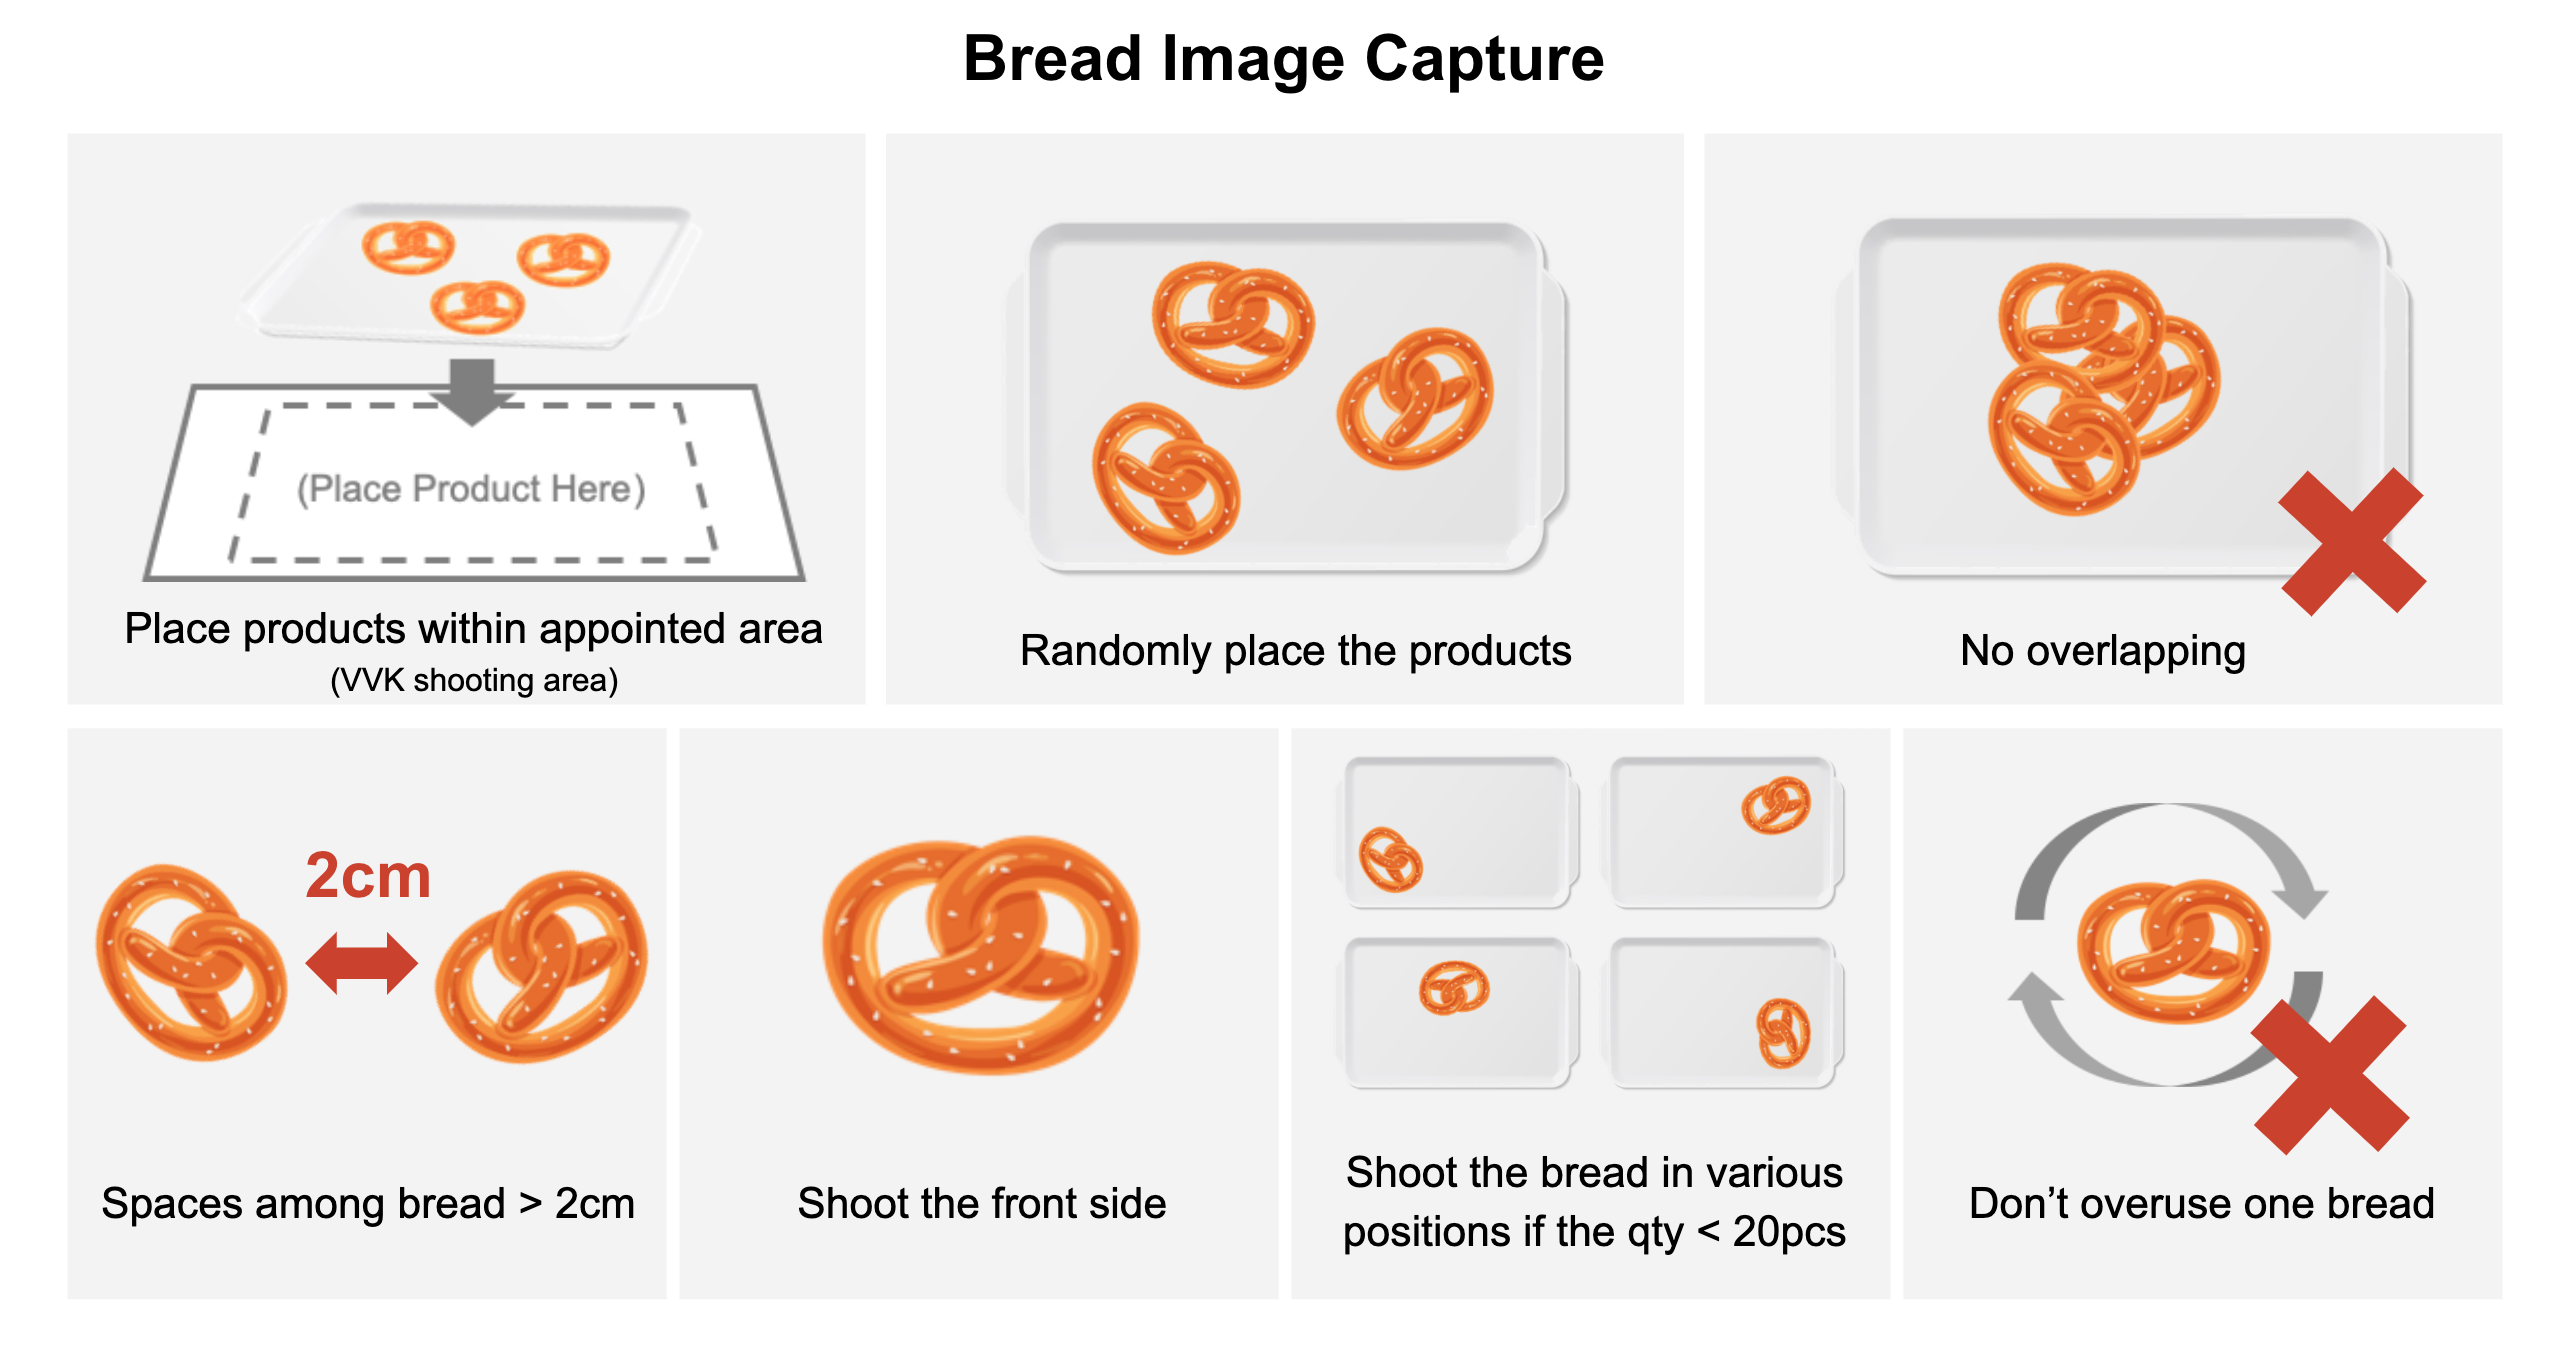 Bread Image Capture
(Place Product Here)
Place products within appointed area
(VVK shooting area)
Randomly place the products
No overlapping
2cm
Spaces among bread > 2cm
Shoot the front side
Shoot the bread in various
positions if the qty < 20pcs
Don’t overuse one bread